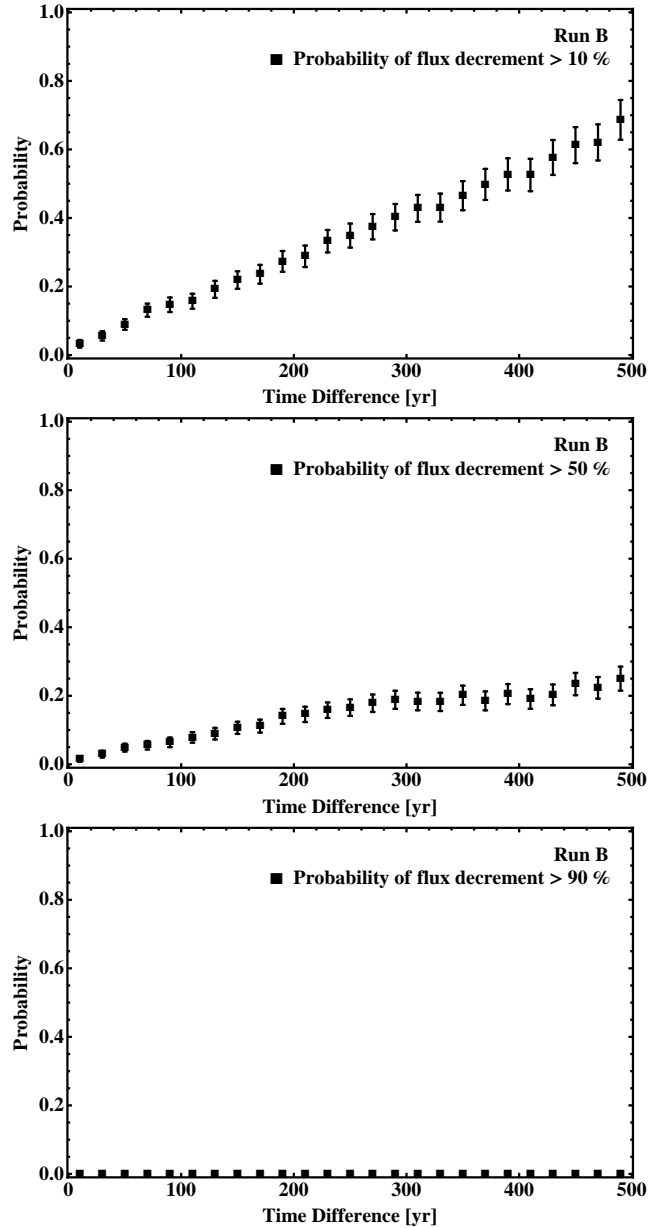 1.0
Run B
■ Probability of flux decrement > 10 %
0.8
0.6
Probability
0.4
0.2
0.0
0 100 200 300 400 500
Time Difference [yr]
1.0
Run B
■ Probability of flux decrement > 50 %
0.8
0.6
Probability
0.4
0.2
0.0
0 100 200 300 400 500
Time Difference [yr]
1.0
Run B
■ Probability of flux decrement > 90 %
0.8
0.6
Probability
0.4
0.2
0.0
0 100 200 300 400 500
Time Difference [yr]